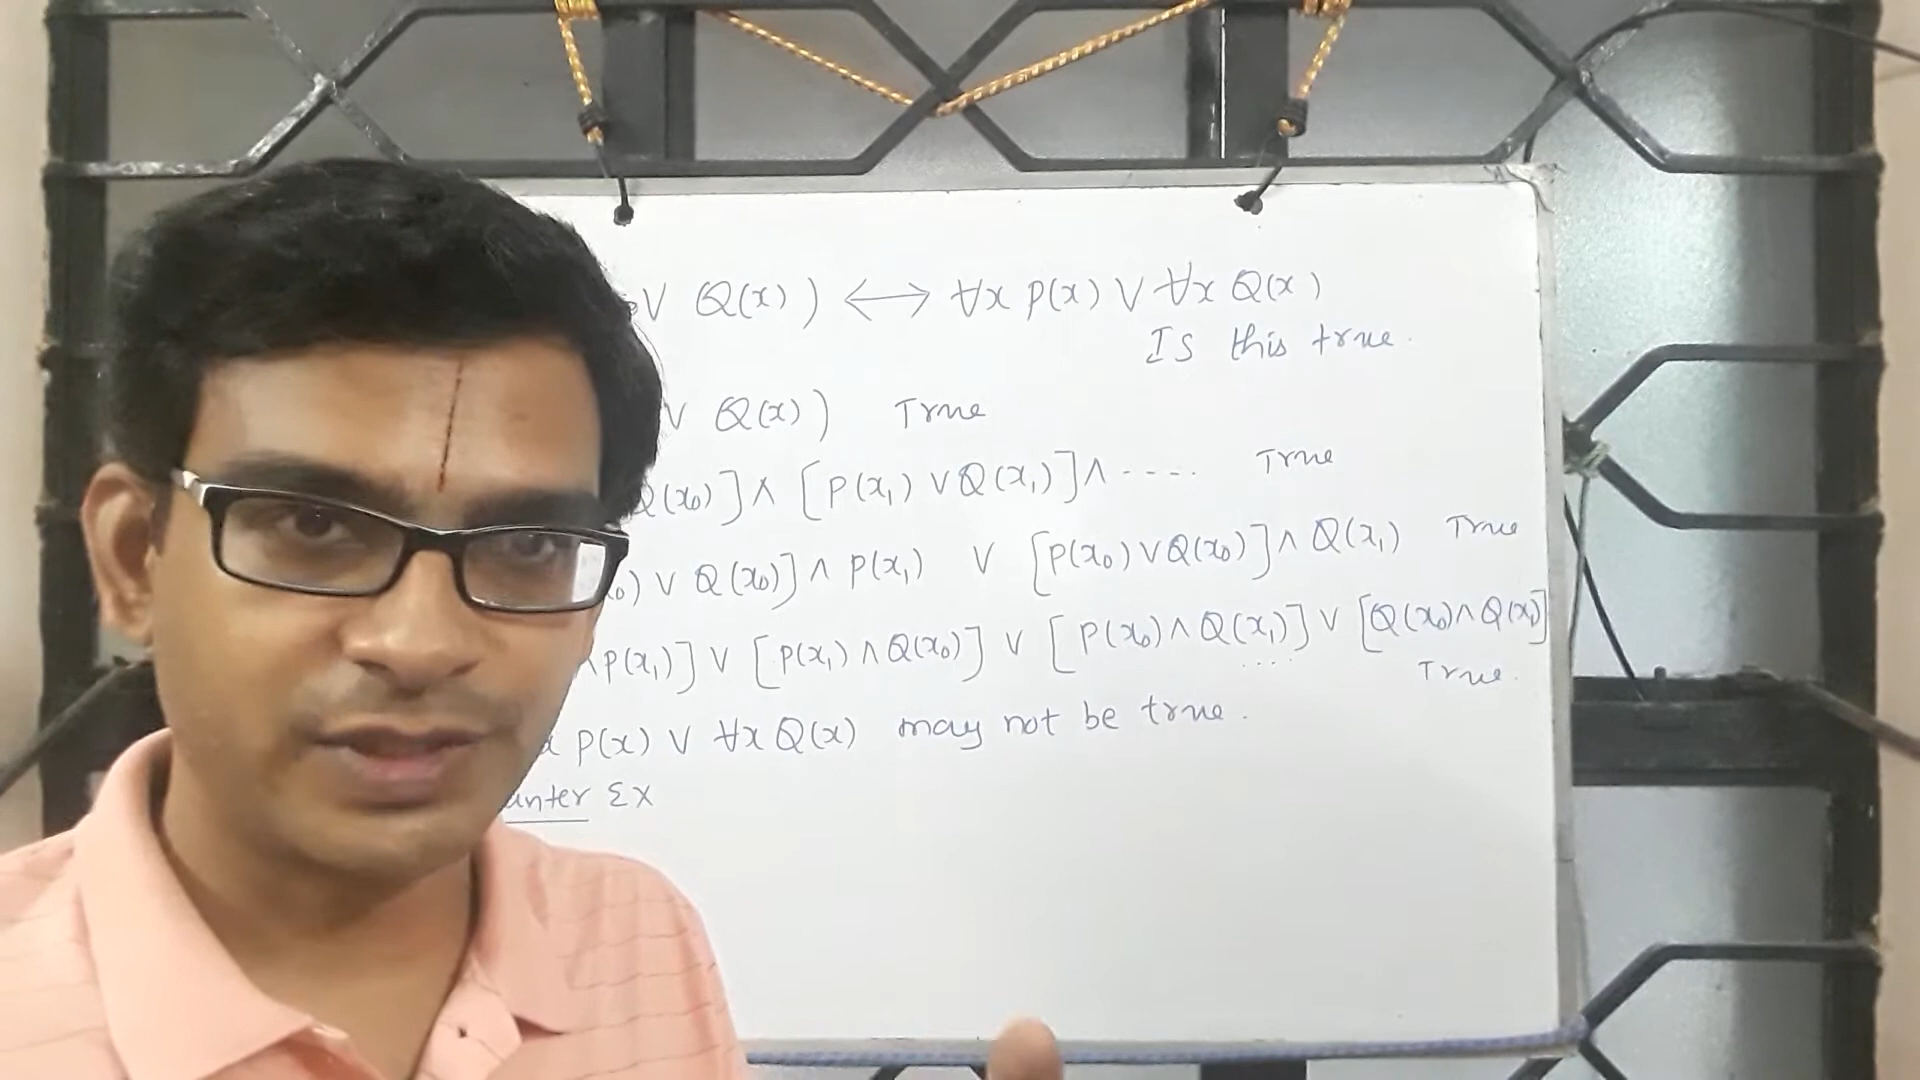 ∨ Q(x)) ⟷ ∀x P(x) ∨ ∀x Q(x)
Is this true.
∨ Q(x)) True
Q(x₀)] ∧ [P(x₁) ∨ Q(x₁)] ∧ ---- True
₀) ∨ Q(x₀)] ∧ P(x₁) ∨ [P(x₀) ∨ Q(x₀)] ∧ Q(x₁) True
∧ P(x₁)] ∨ [P(x₁) ∧ Q(x₀)] ∨ [P(x₀) ∧ Q(x₁)] ∨ [Q(x₀) ∧ Q(x₁)]
.... True.
x P(x) ∨ ∀x Q(x) may not be true.
unter Ex